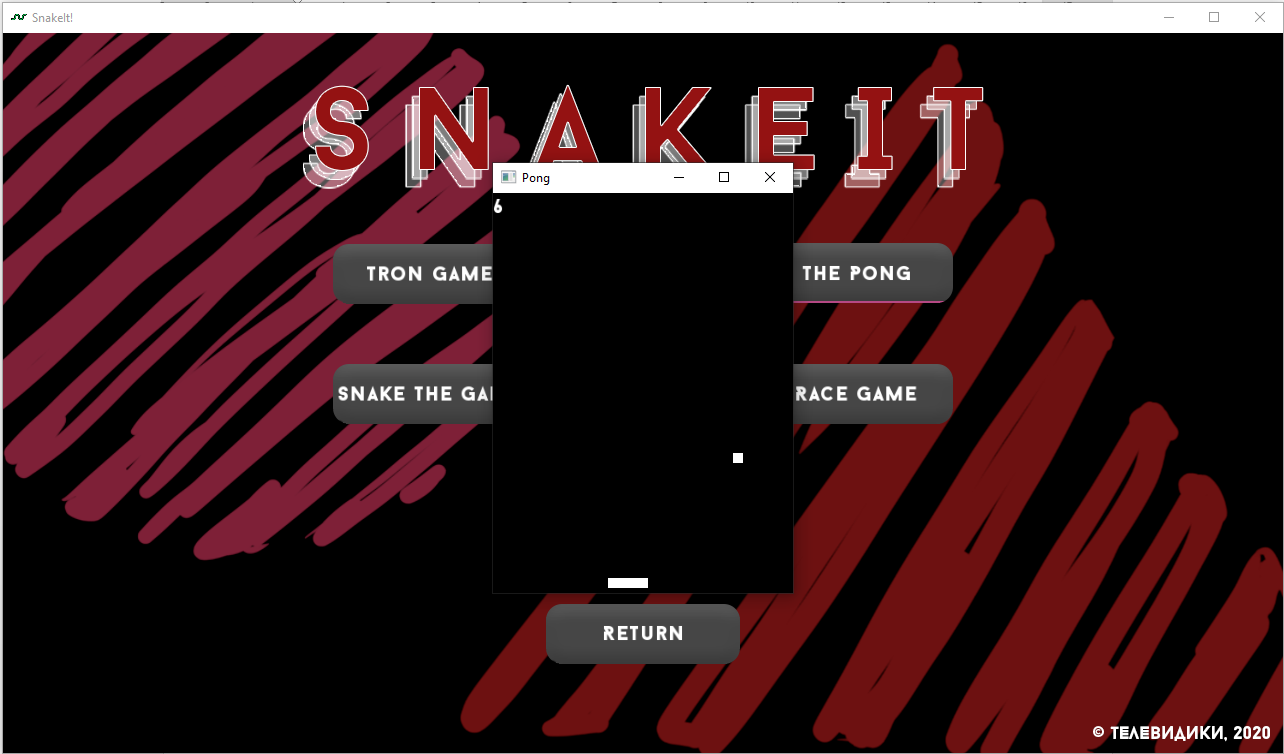 SnakeIt!
SNAKEIT
Pong
6
TRON GAME
THE PONG
SNAKE THE GA
RACE GAME
RETURN
© ТЕЛЕВИДИКИ, 2020